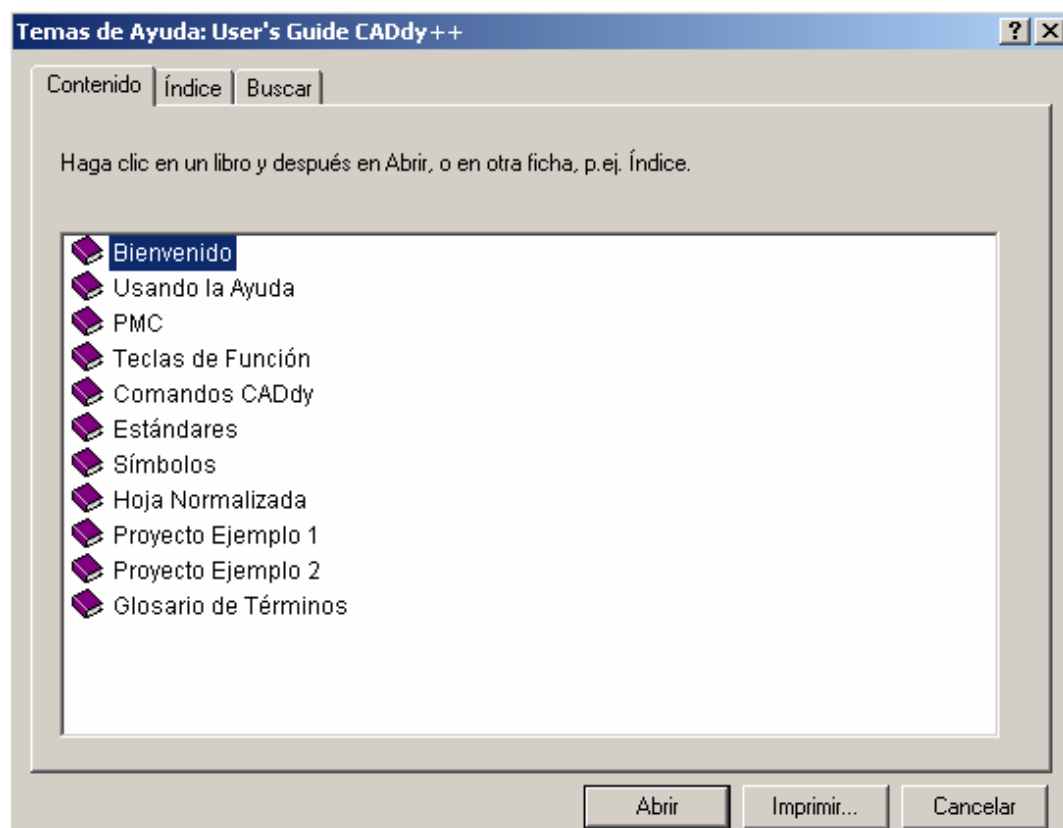 Temas de Ayuda: User's Guide CADdy++
Contenido Índice Buscar
Haga clic en un libro y después en Abrir, o en otra ficha, p.ej. Índice.
Bienvenido
Usando la Ayuda
PMC
Teclas de Función
Comandos CADdy
Estándares
Símbolos
Hoja Normalizada
Proyecto Ejemplo 1
Proyecto Ejemplo 2
Glosario de Términos
Abrir Imprimir... Cancelar